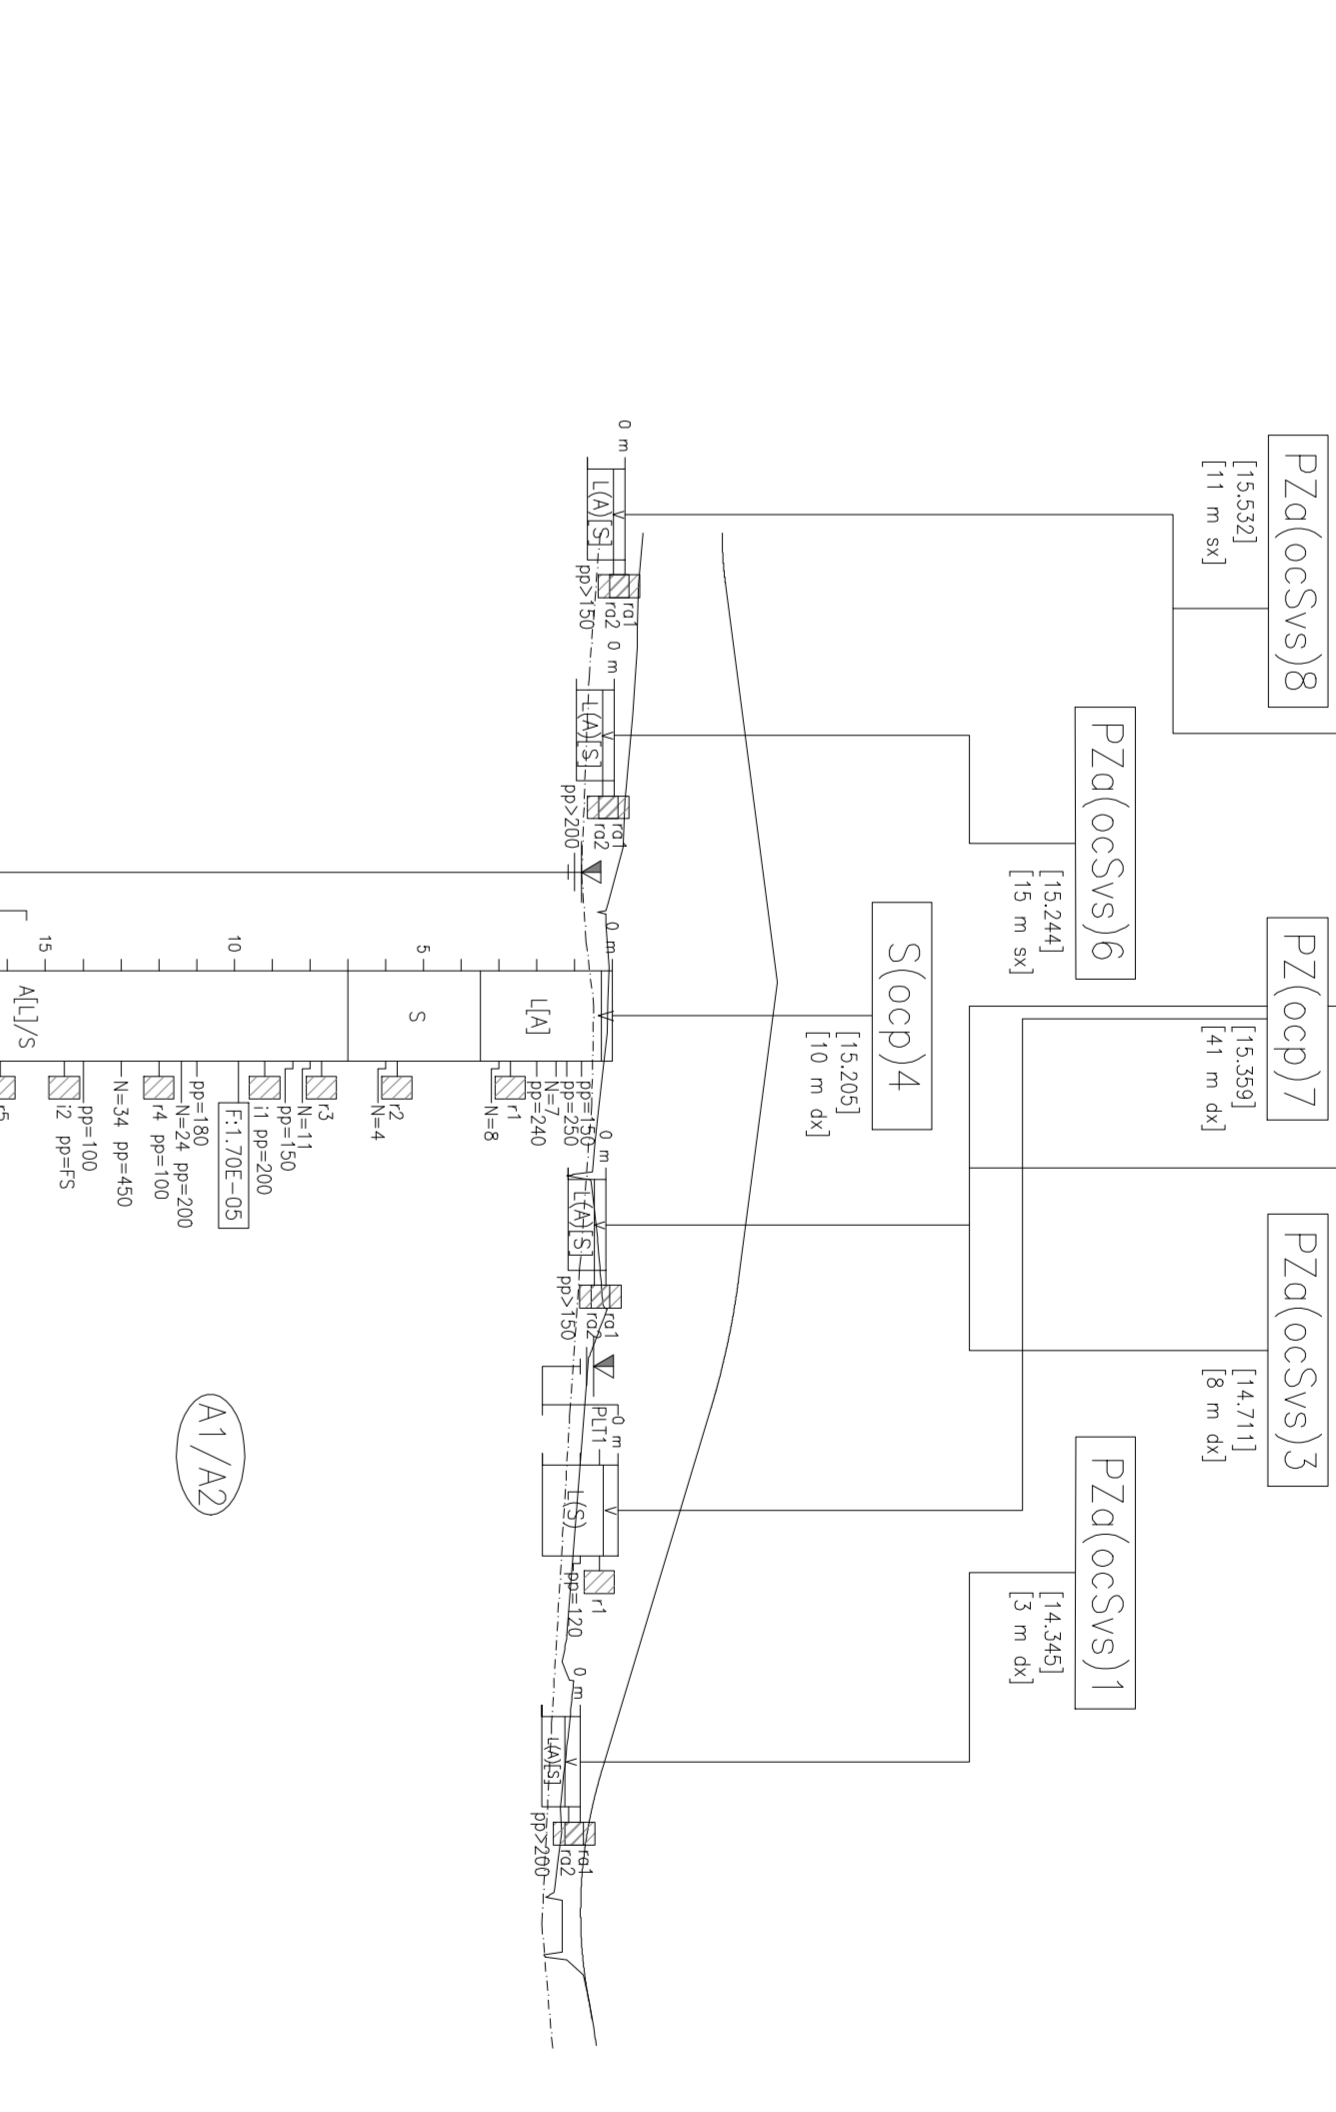 PZa(ocSvs)8
[15.532]
[11 m sx]
PZ(ocp)7
[15.359]
[41 m dx]
PZa(ocSvs)3
[14.711]
[8 m dx]
PZa(ocSvs)6
[15.244]
[15 m sx]
PZa(ocSvs)1
[14.345]
[3 m dx]
S(ocp)4
[15.205]
[10 m dx]
0 m
L(A)[S]
ra1
ra2
pp>150
0 m
L(A)[S]
ra1
ra2
pp>200
0 m
L[A]
S
A[L]/S
5
10
15
pp=150
pp=250
N=7
pp=240
r1
N=8
r2
N=4
r3
N=11
pp=150
i1 pp=200
F:1.70E-05
pp=180
N=24 pp=200
r4 pp=100
N=34 pp=450
pp=100
i2 pp=FS
r5
0 m
L(A)[S]
ra1
ra2
pp>150
PLT1
0 m
L(S)
r1
pp=120
0 m
L(A)[S]
ra1
ra2
pp>200
A1/A2